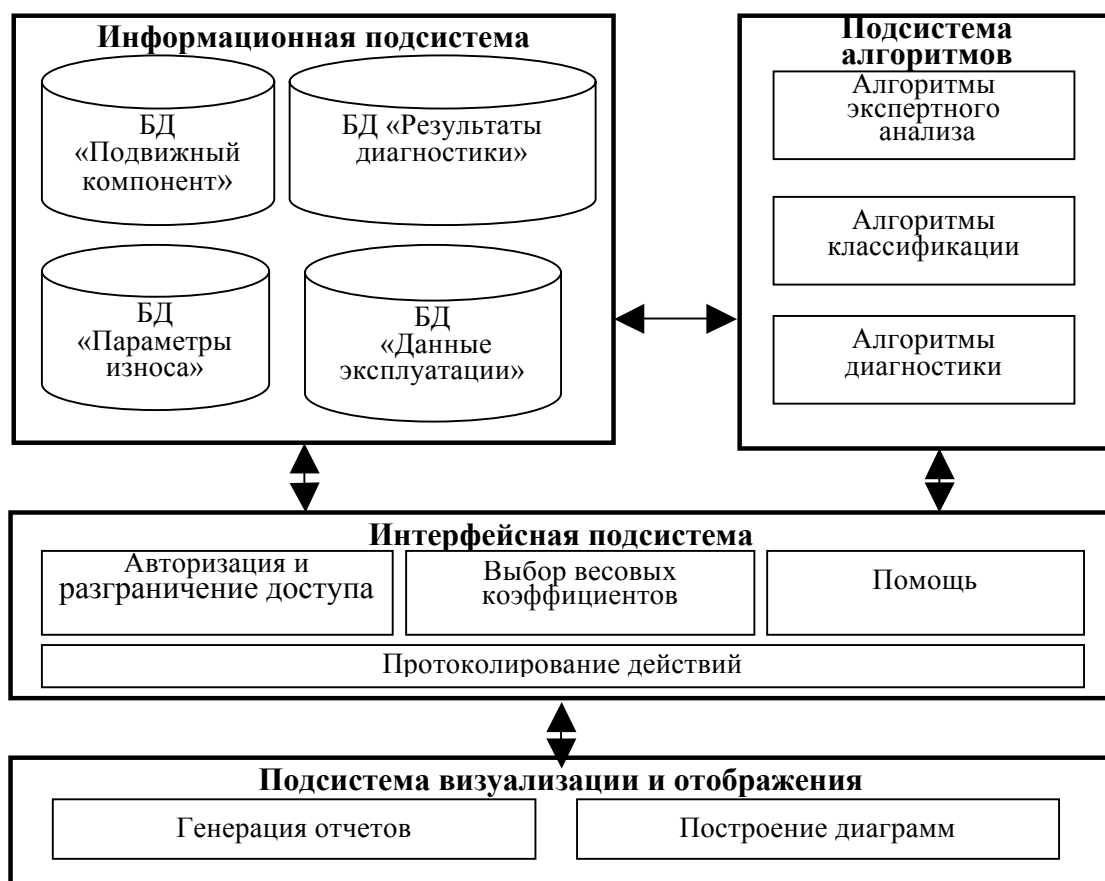 Информационная подсистема
БД
«Подвижный
компонент»
БД «Результаты
диагностики»
БД
«Параметры
износа»
БД
«Данные
эксплуатации»
Подсистема
алгоритмов
Алгоритмы
экспертного
анализа
Алгоритмы
классификации
Алгоритмы
диагностики
Интерфейсная подсистема
Авторизация и
разграничение доступа
Выбор весовых
коэффициентов
Помощь
Протоколирование действий
Подсистема визуализации и отображения
Генерация отчетов
Построение диаграмм